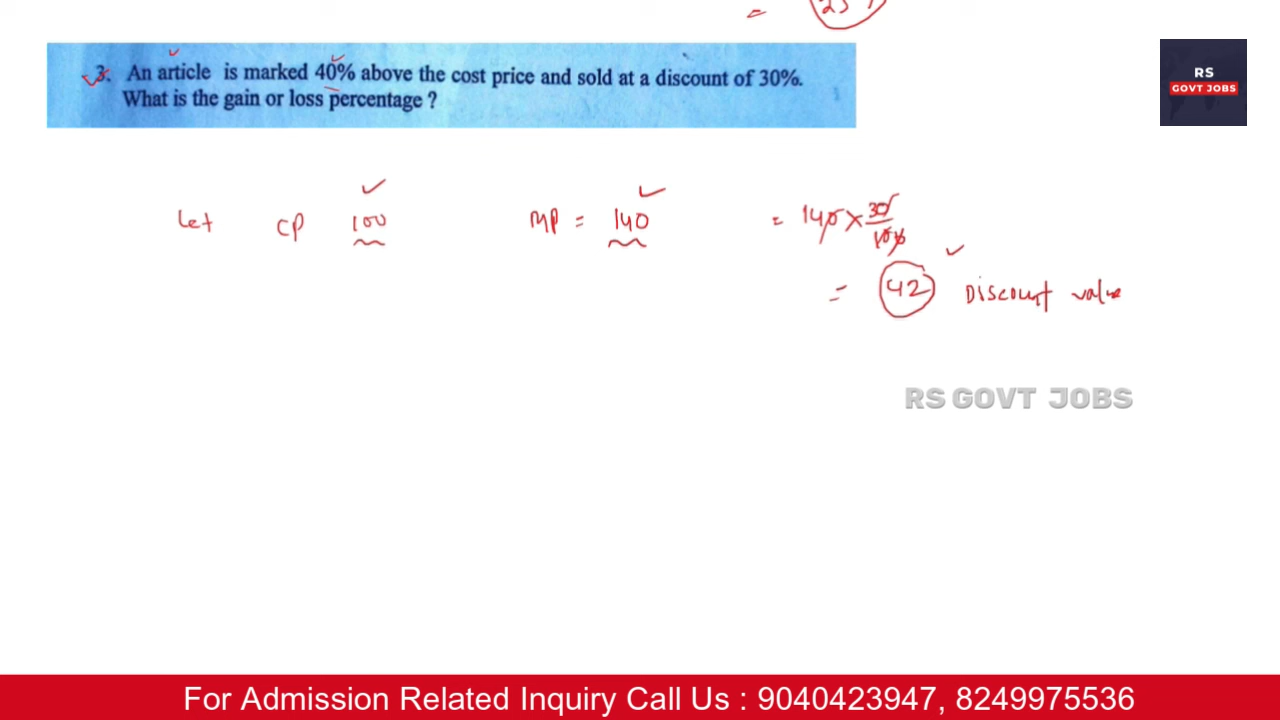 = 25%
RS
GOVT JOBS
3. An article is marked 40% above the cost price and sold at a discount of 30%.
What is the gain or loss percentage ?
Let CP 100 MP = 140 = 140 × 30/100
= 42 Discount value
RS GOVT JOBS
For Admission Related Inquiry Call Us : 9040423947, 8249975536